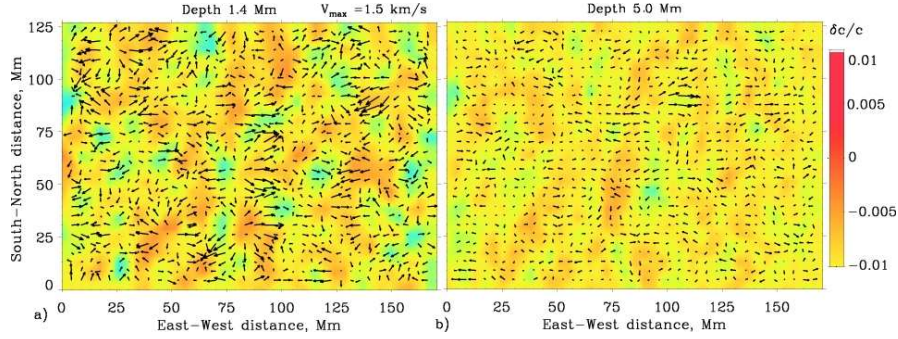 Depth 1.4 Mm    V_max =1.5 km/s    Depth 5.0 Mm
δc/c
South-North distance, Mm
125
100
75
50
25
0
0.01
0.005
0
-0.005
-0.01
0 25 50 75 100 125 150    0 25 50 75 100 125 150
a) East-West distance, Mm    b) East-West distance, Mm